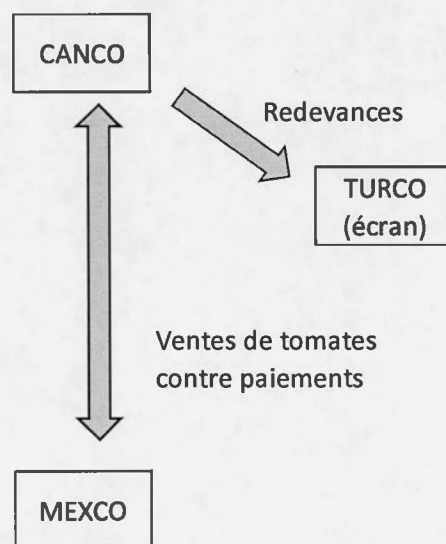 CANCO
Redevances
TURCO
(écran)
Ventes de tomates
contre paiements
MEXCO